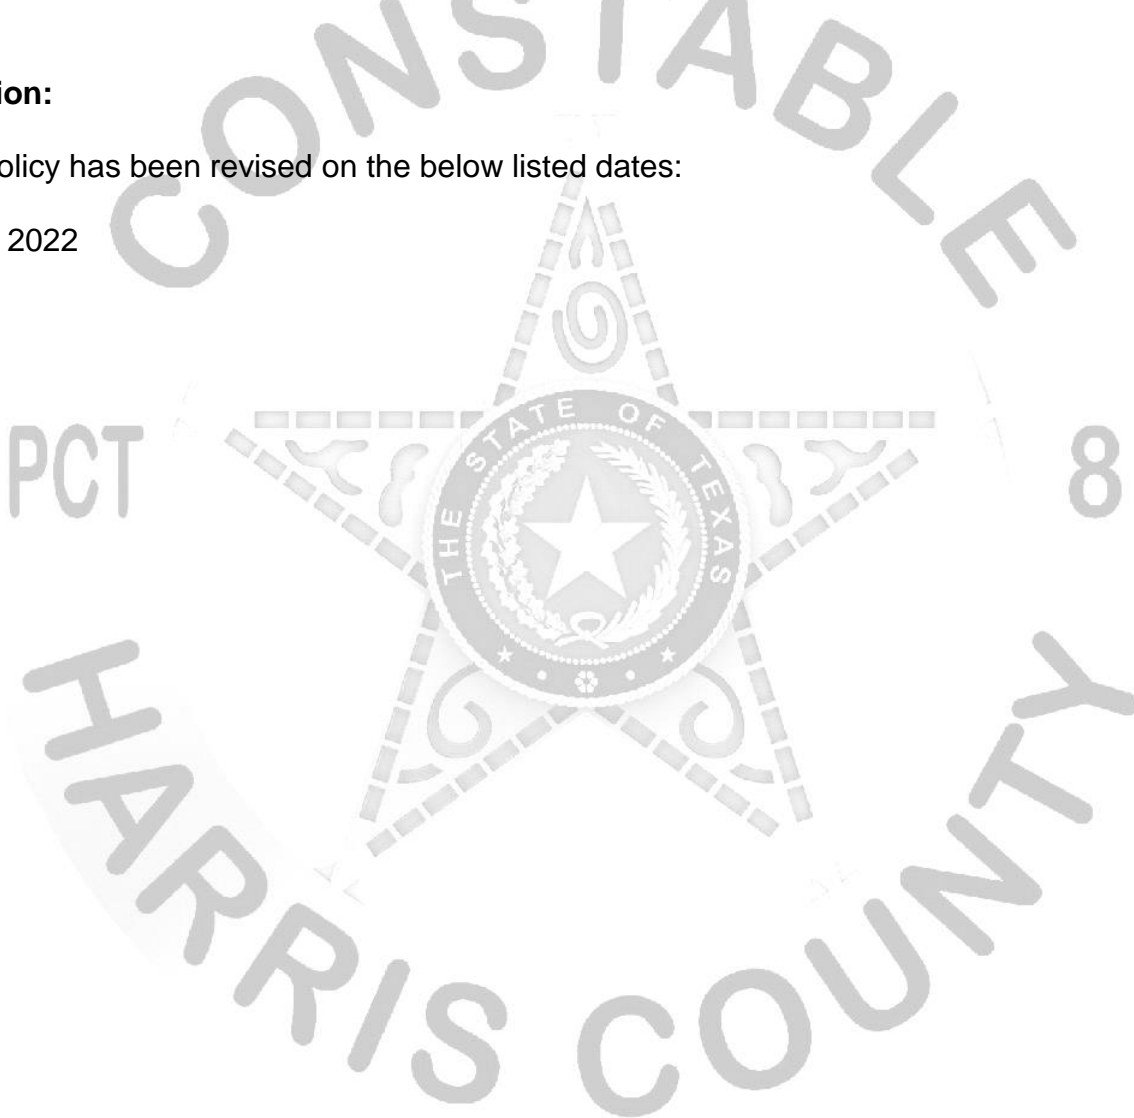 ion:
olicy has been revised on the below listed dates:
2022
CONSTABLE
THE STATE OF TEXAS
PCT 8
HARRIS COUNTY